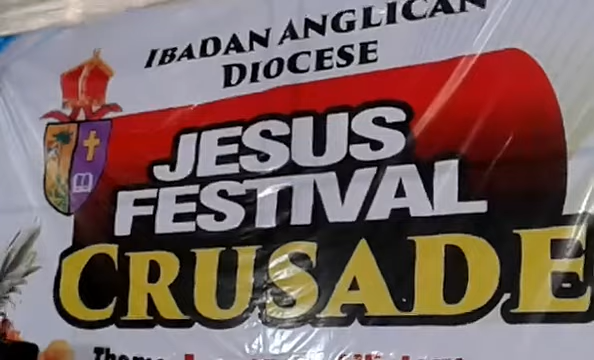 IBADAN ANGLICAN
DIOCESE
JESUS
FESTIVAL
CRUSADE